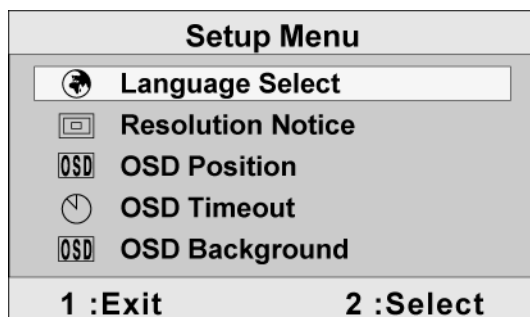 Setup Menu
Language Select
Resolution Notice
OSD OSD Position
OSD Timeout
OSD OSD Background
1 :Exit 2 :Select